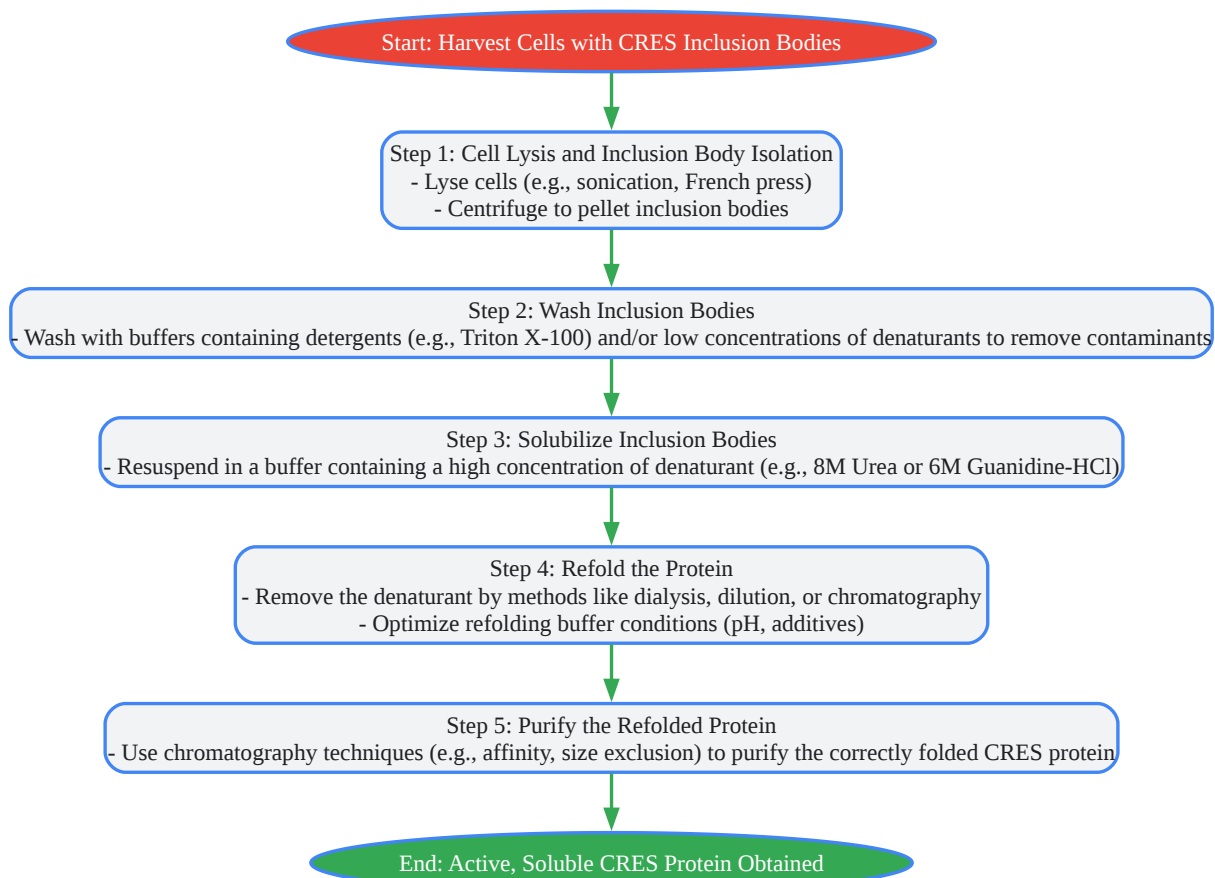 Start: Harvest Cells with CRES Inclusion Bodies
Step 1: Cell Lysis and Inclusion Body Isolation
- Lyse cells (e.g., sonication, French press)
- Centrifuge to pellet inclusion bodies
Step 2: Wash Inclusion Bodies
- Wash with buffers containing detergents (e.g., Triton X-100) and/or low concentrations of denaturants to remove contaminants
Step 3: Solubilize Inclusion Bodies
- Resuspend in a buffer containing a high concentration of denaturant (e.g., 8M Urea or 6M Guanidine-HCl)
Step 4: Refold the Protein
- Remove the denaturant by methods like dialysis, dilution, or chromatography
- Optimize refolding buffer conditions (pH, additives)
Step 5: Purify the Refolded Protein
- Use chromatography techniques (e.g., affinity, size exclusion) to purify the correctly folded CRES protein
End: Active, Soluble CRES Protein Obtained